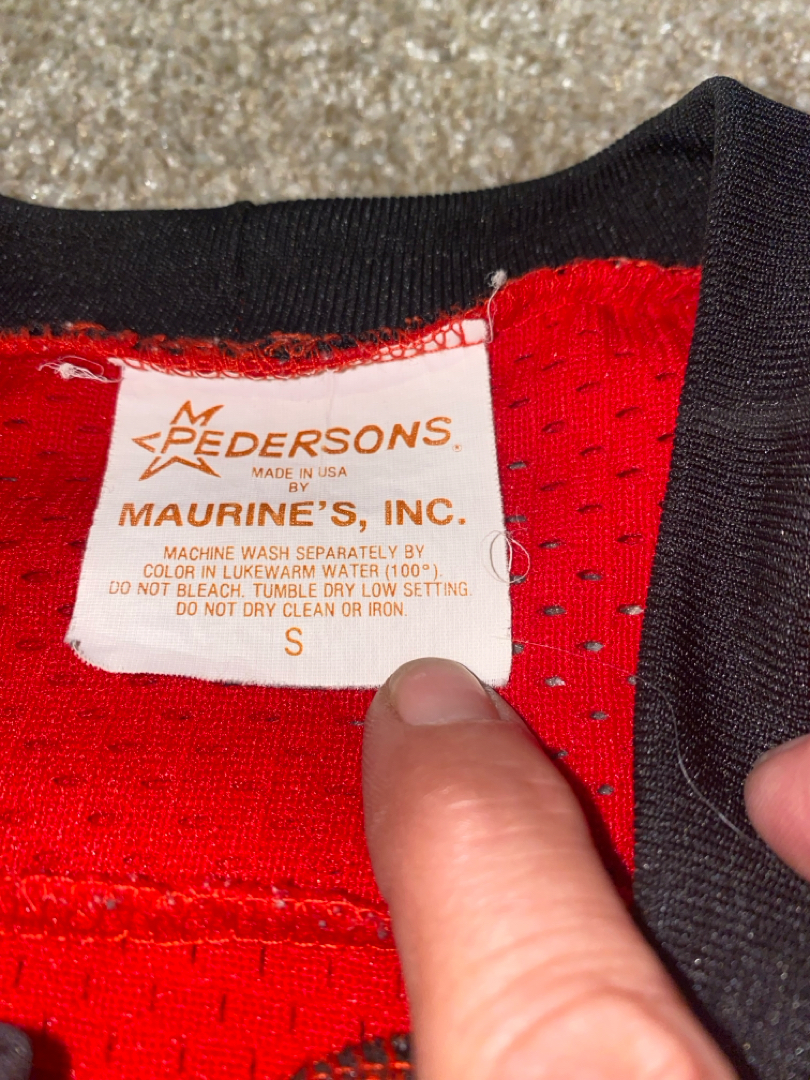 M
PEDERSONS.
MADE IN USA
BY
MAURINE'S, INC.
MACHINE WASH SEPARATELY BY
COLOR IN LUKEWARM WATER (100°).
DO NOT BLEACH. TUMBLE DRY LOW SETTING.
DO NOT DRY CLEAN OR IRON.
S